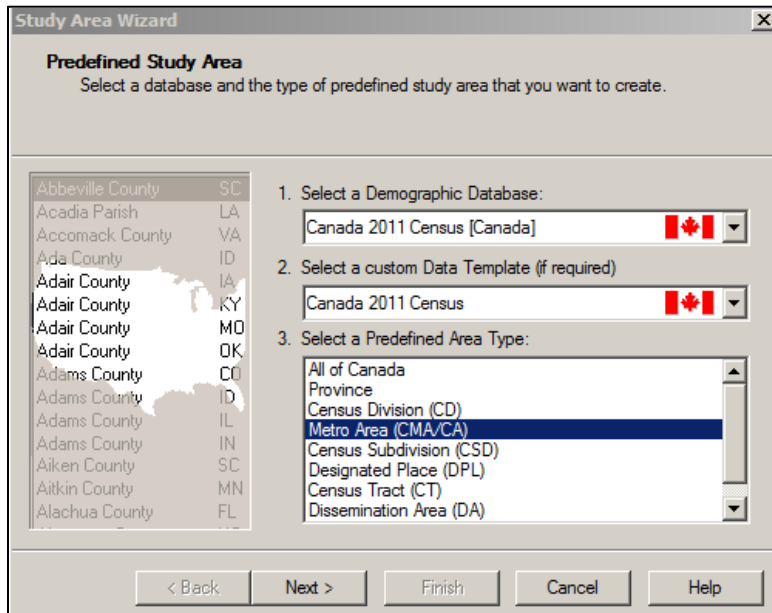 Study Area Wizard
Predefined Study Area
Select a database and the type of predefined study area that you want to create.
Abbeville County SC
Acadia Parish LA
Accomack County VA
Ada County ID
Adair County IA
Adair County KY
Adair County MO
Adair County OK
Adams County CO
Adams County ID
Adams County IL
Adams County IN
Aiken County SC
Aitkin County MN
Alachua County FL
1. Select a Demographic Database:
Canada 2011 Census [Canada]
2. Select a custom Data Template (if required)
Canada 2011 Census
3. Select a Predefined Area Type:
All of Canada
Province
Census Division (CD)
Metro Area (CMA/CA)
Census Subdivision (CSD)
Designated Place (DPL)
Census Tract (CT)
Dissemination Area (DA)
< Back Next > Finish Cancel Help